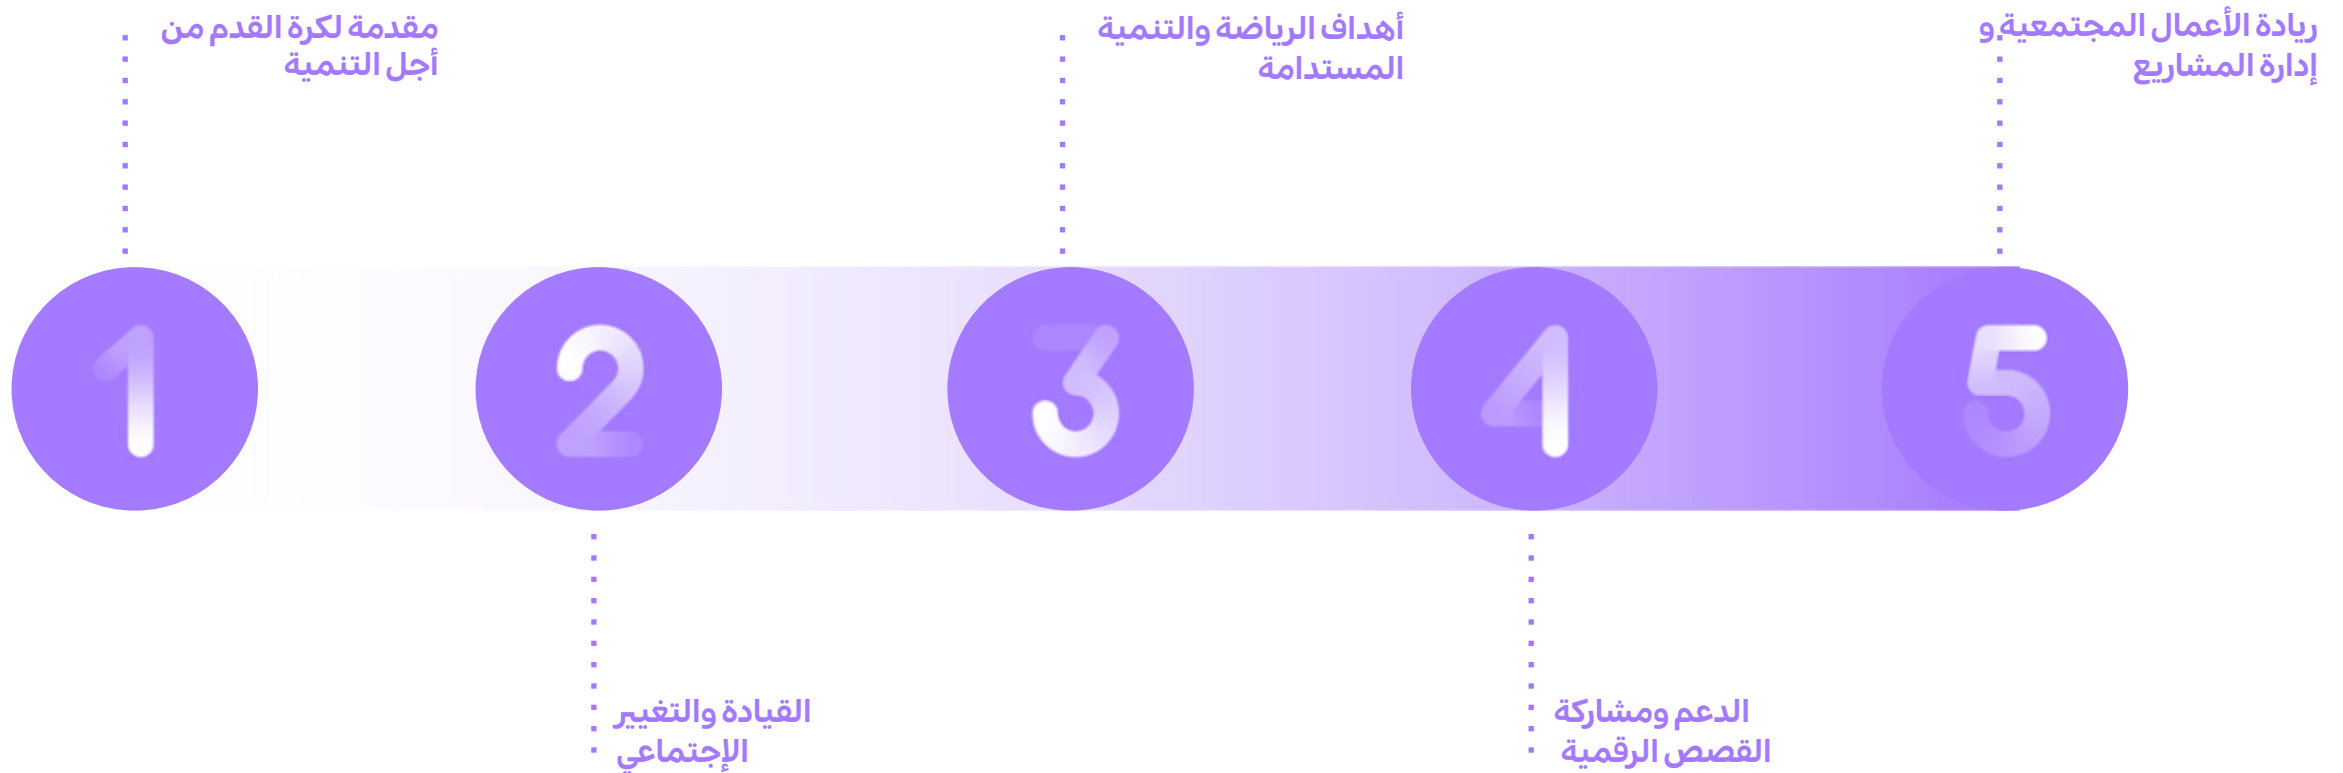 مقدمة لكرة القدم من
أجل التنمية
أهداف الرياضة والتنمية
المستدامة
ريادة الأعمال المجتمعية و
إدارة المشاريع
1
2
3
4
5
القيادة والتغيير
الإجتماعي
الدعم ومشاركة
القصص الرقمية